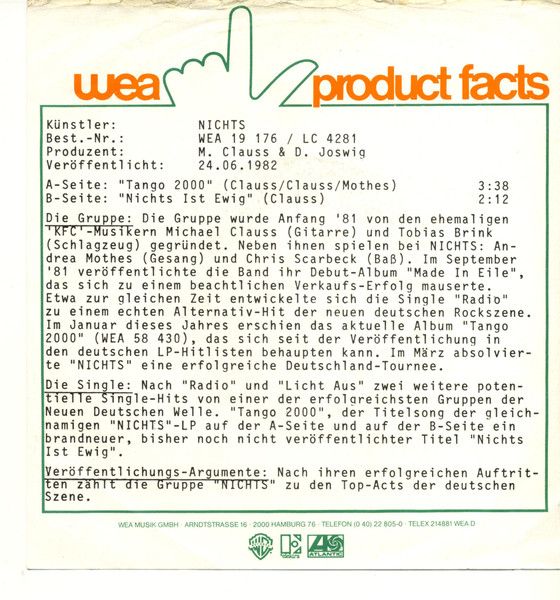 wea product facts
Künstler: NICHTS
Best.-Nr.: WEA 19 176 / LC 4281
Produzent: M. Clauss & D. Joswig
Veröffentlicht: 24.06.1982
A-Seite: "Tango 2000" (Clauss/Clauss/Mothes) 3:38
B-Seite: "Nichts Ist Ewig" (Clauss) 2:12
Die Gruppe: Die Gruppe wurde Anfang '81 von den ehemaligen
'KFC'-Musikern Michael Clauss (Gitarre) und Tobias Brink
(Schlagzeug) gegründet. Neben ihnen spielen bei NICHTS: An-
drea Mothes (Gesang) und Chris Scarbeck (Baß). Im September
'81 veröffentlichte die Band ihr Debut-Album "Made In Eile",
das sich zu einem beachtlichen Verkaufs-Erfolg mauserte.
Etwa zur gleichen Zeit entwickelte sich die Single "Radio"
zu einem echten Alternativ-Hit der neuen deutschen Rockszene.
Im Januar dieses Jahres erschien das aktuelle Album "Tango
2000" (WEA 58 430), das sich seit der Veröffentlichung in
den deutschen LP-Hitlisten behaupten kann. Im März absolvier-
te "NICHTS" eine erfolgreiche Deutschland-Tournee.
Die Single: Nach "Radio" und "Licht Aus" zwei weitere poten-
tielle Single-Hits von einer der erfolgreichsten Gruppen der
Neuen Deutschen Welle. "Tango 2000", der Titelsong der gleich-
namigen "NICHTS"-LP auf der A-Seite und auf der B-Seite ein
brandneuer, bisher noch nicht veröffentlichter Titel "Nichts
Ist Ewig".
Veröffentlichungs-Argumente: Nach ihren erfolgreichen Auftrit-
ten zählt die Gruppe "NICHTS" zu den Top-Acts der deutschen
Szene.
WEA MUSIK GMBH · ARNDTSTRASSE 16 · 2000 HAMBURG 76 · TELEFON (0 40) 22 805-0 · TELEX 214881 WEA D
ATLANTIC